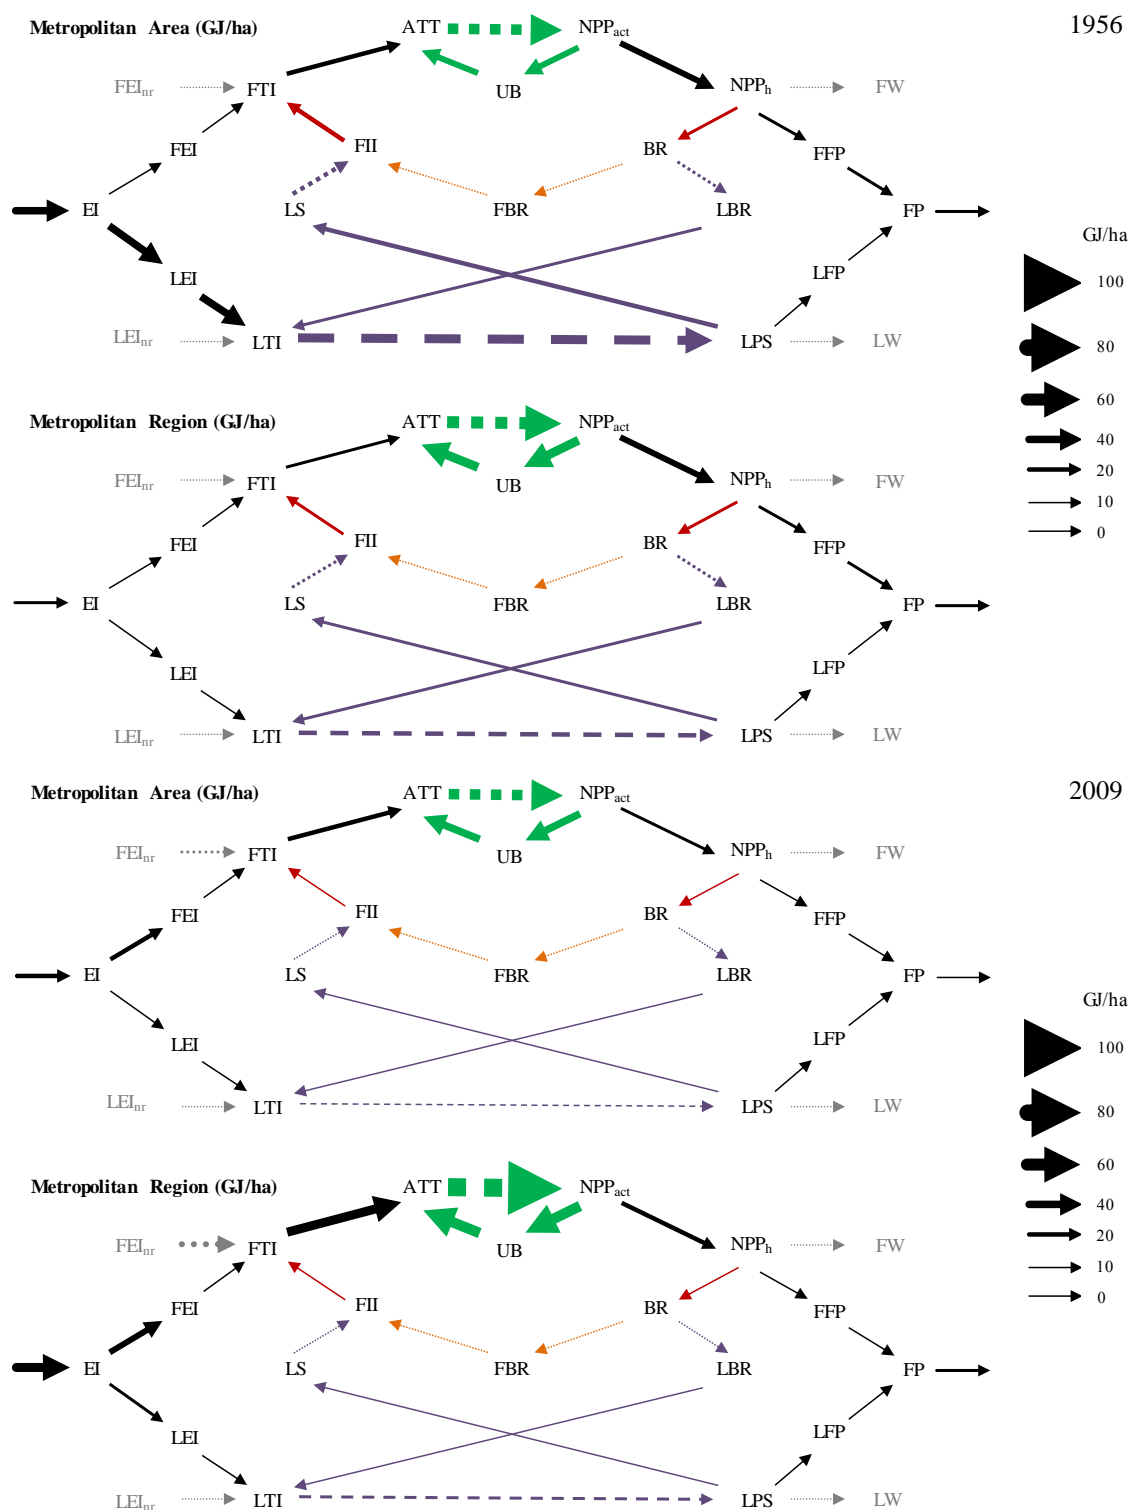 Metropolitan Area (GJ/ha) ATT NPPact 1956
FEInr FTI UB NPPh FW
FEI FII BR FFP
EI LS FBR LBR FP
GJ/ha
LEI LFP 100
LEInr LTI LPS LW 80
60
Metropolitan Region (GJ/ha) ATT NPPact 40
20
FEInr FTI UB NPPh FW
10
FEI FII BR FFP 0
EI LS FBR LBR FP
LEI LFP
LEInr LTI LPS LW
Metropolitan Area (GJ/ha) ATT NPPact 2009
FEInr FTI UB NPPh FW
FEI FII BR FFP
EI LS FBR LBR FP
GJ/ha
LEI LFP 100
LEInr LTI LPS LW 80
60
Metropolitan Region (GJ/ha) ATT NPPact 40
20
FEInr FTI UB NPPh FW
10
FEI FII BR FFP 0
EI LS FBR LBR FP
LEI LFP
LEInr LTI LPS LW